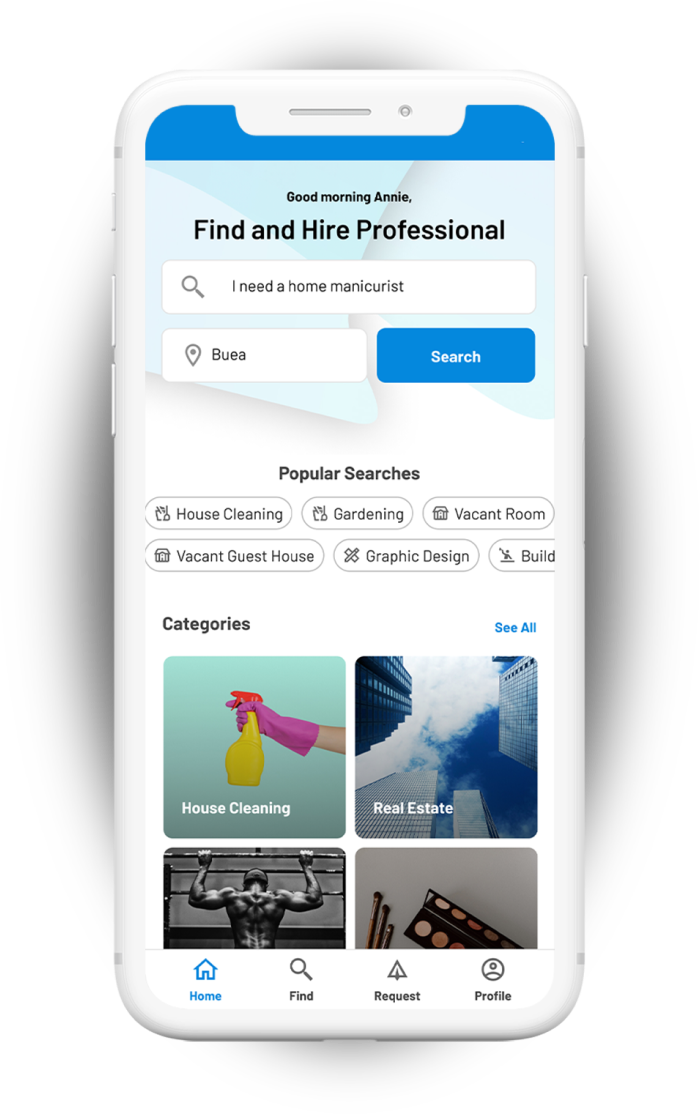 Good morning Annie,
Find and Hire Professional
I need a home manicurist
Buea
Search
Popular Searches
House Cleaning
Gardening
Vacant Room
Vacant Guest House
Graphic Design
Build
Categories
See All
House Cleaning
Real Estate
Home
Find
Request
Profile